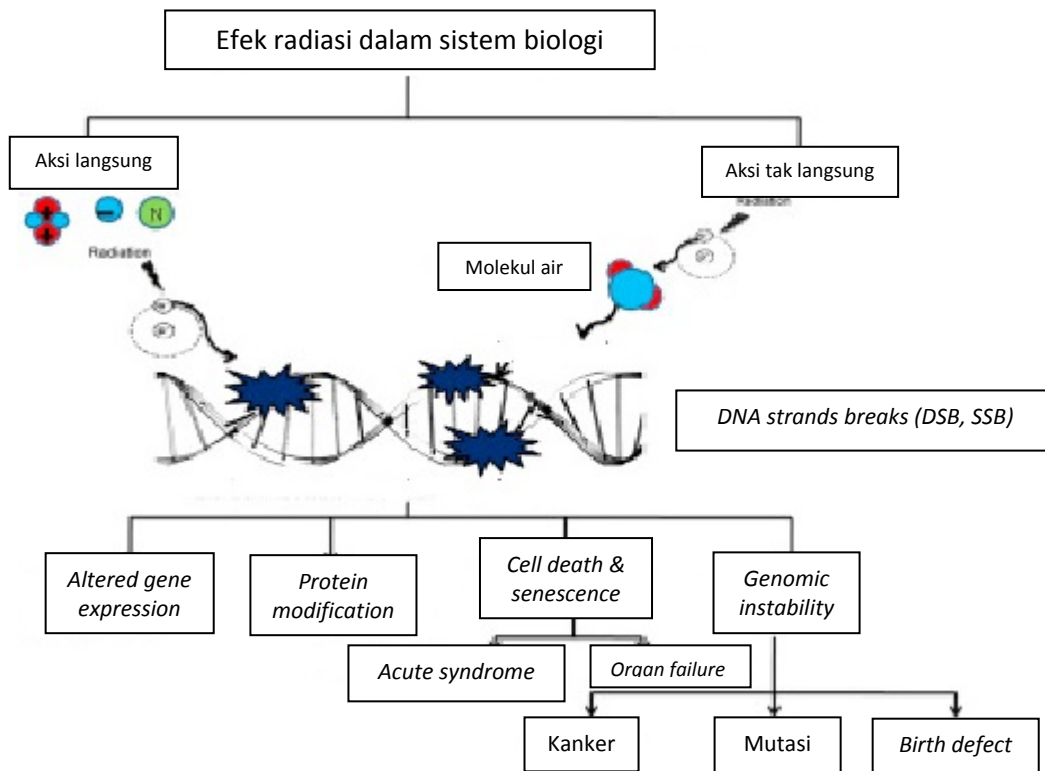 Efek radiasi dalam sistem biologi
Aksi langsung
Aksi tak langsung
Radiation
N
Radiation
Molekul air
DNA strands breaks (DSB, SSB)
Altered gene
expression
Protein
modification
Cell death &
senescence
Genomic
instability
Acute syndrome
Organ failure
Kanker
Mutasi
Birth defect